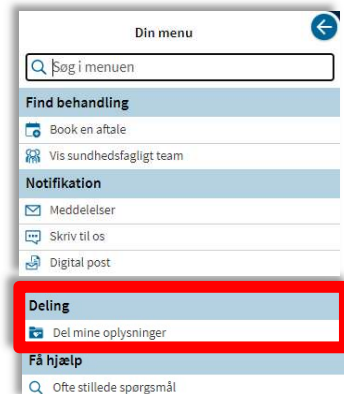 Din menu
Søg i menuen
Find behandling
Book en aftale
Vis sundhedsfagligt team
Notifikation
Meddelelser
Skriv til os
Digital post
Deling
Del mine oplysninger
Få hjælp
Ofte stillede spørgsmål